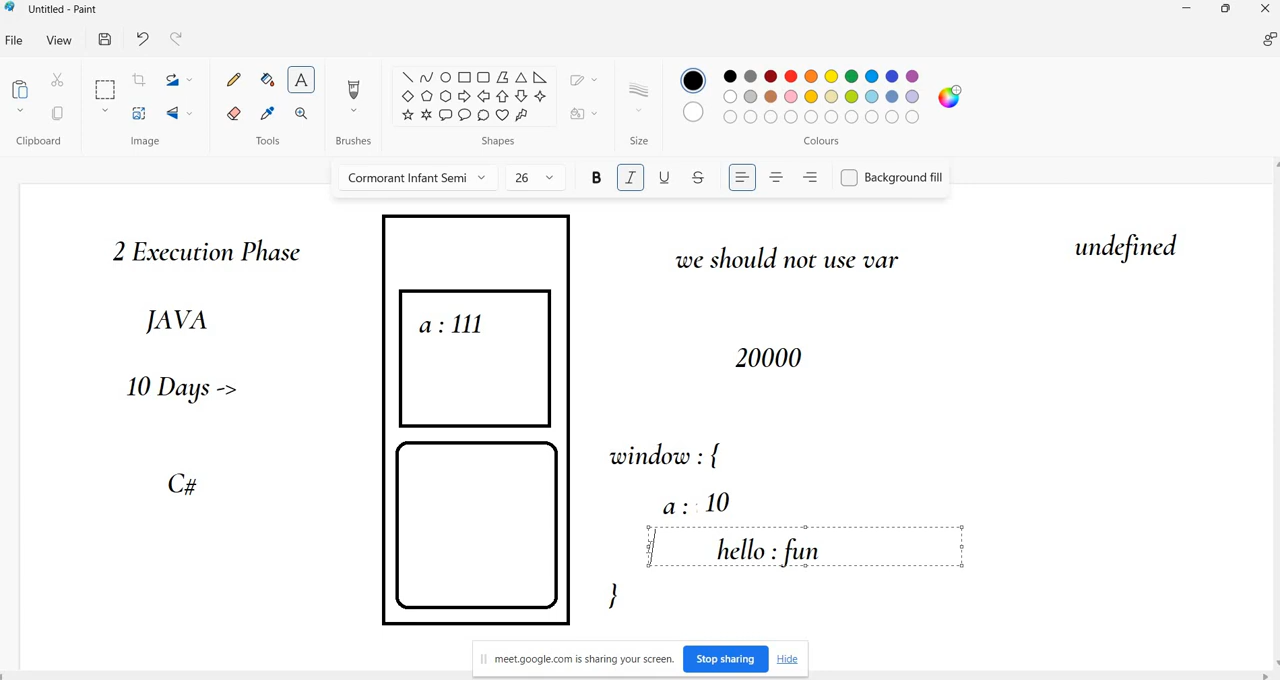 Untitled - Paint
File
View
Clipboard
Image
Tools
Brushes
Shapes
Size
Colours
Cormorant Infant Semi
26
B
I
U
S
Background fill
A
2 Execution Phase
JAVA
10 Days ->
C#
a : 111
we should not use var
undefined
20000
window : {
a : 10
hello : fun
}
meet.google.com is sharing your screen.
Stop sharing
Hide